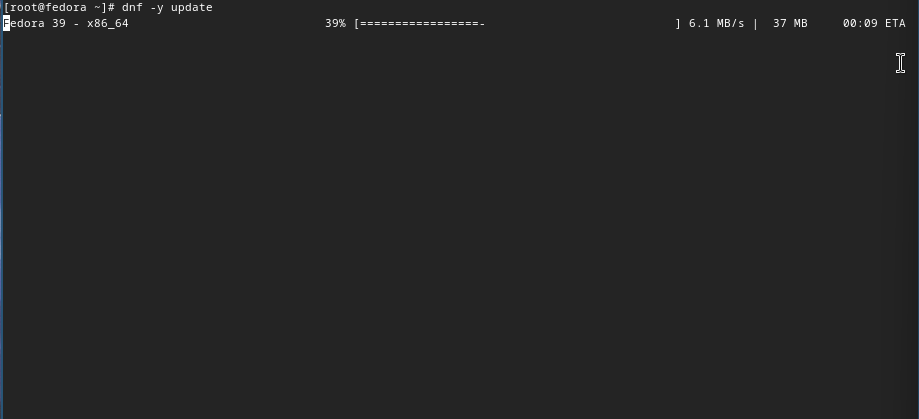 [root@fedora ~]# dnf -y update
Fedora 39 - x86_64 39% [=================- ] 6.1 MB/s | 37 MB 00:09 ETA